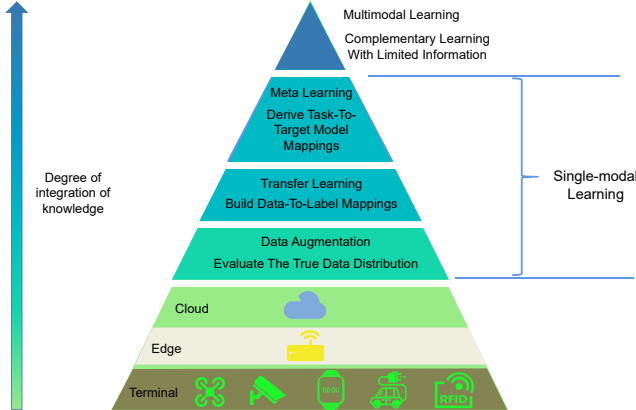 Multimodal Learning
Complementary Learning
With Limited Information
Meta Learning
Derive Task-To-
Target Model
Mappings
Degree of
integration of
knowledge
Single-modal
Learning
Transfer Learning
Build Data-To-Label Mappings
Data Augmentation
Evaluate The True Data Distribution
Cloud
Edge
Terminal
00:00
RFID